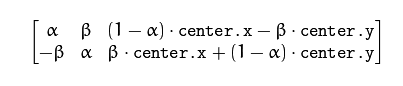 [ α β (1 − α) · center.x − β · center.y ]
[ −β α β · center.x + (1 − α) · center.y ]